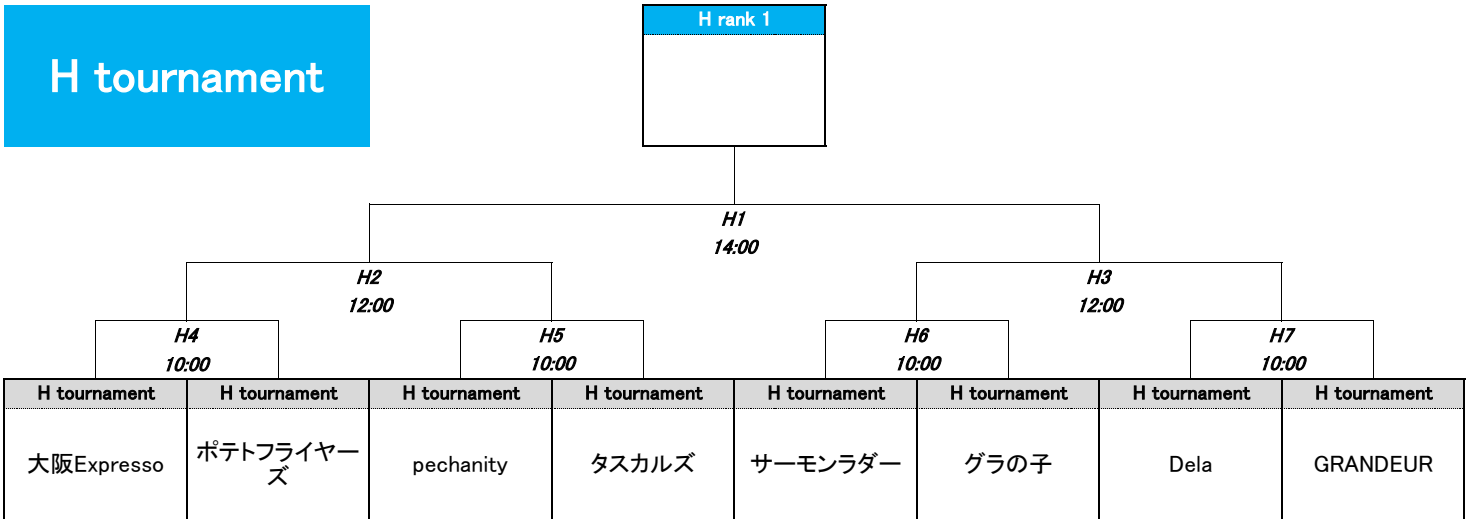 H tournament
H rank 1
H1
14:00
H2
H3
12:00
12:00
H4
H5
H6
H7
10:00
10:00
10:00
10:00
H tournament
H tournament
H tournament
H tournament
H tournament
H tournament
H tournament
H tournament
大阪Expresso
ポテトフライヤー
ズ
pechanity
タスカルズ
サーモンラダー
グラの子
Dela
GRANDEUR